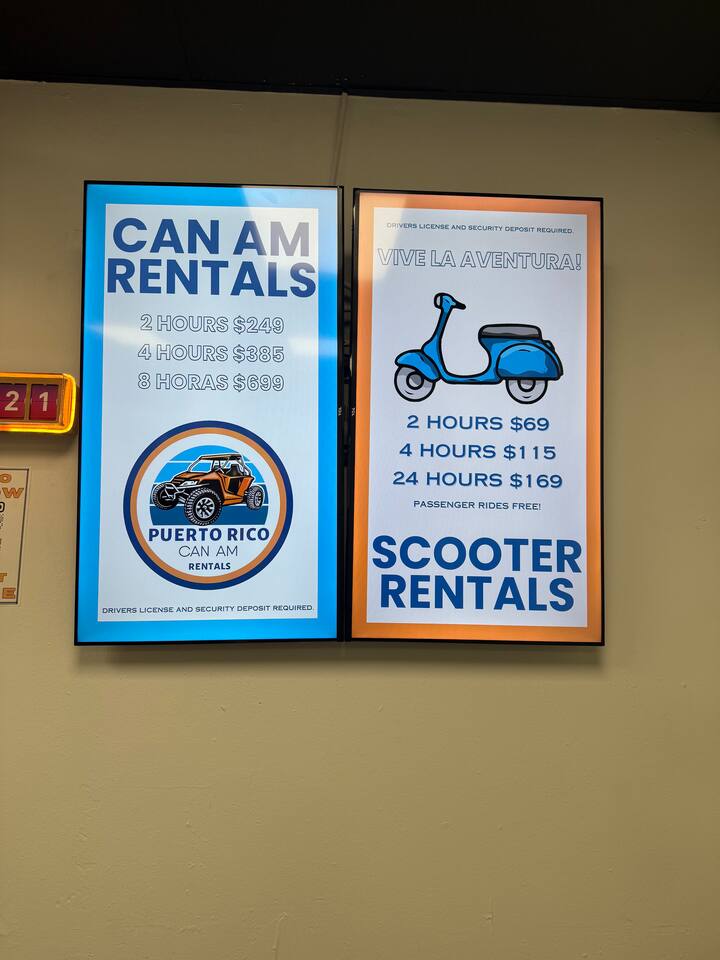 CAN AM
RENTALS
2 HOURS $249
4 HOURS $385
8 HORAS $699
PUERTO RICO
CAN AM
RENTALS
DRIVERS LICENSE AND SECURITY DEPOSIT REQUIRED.
DRIVERS LICENSE AND SECURITY DEPOSIT REQUIRED.
VIVE LA AVENTURA!
2 HOURS $69
4 HOURS $115
24 HOURS $169
PASSENGER RIDES FREE!
SCOOTER
RENTALS
21